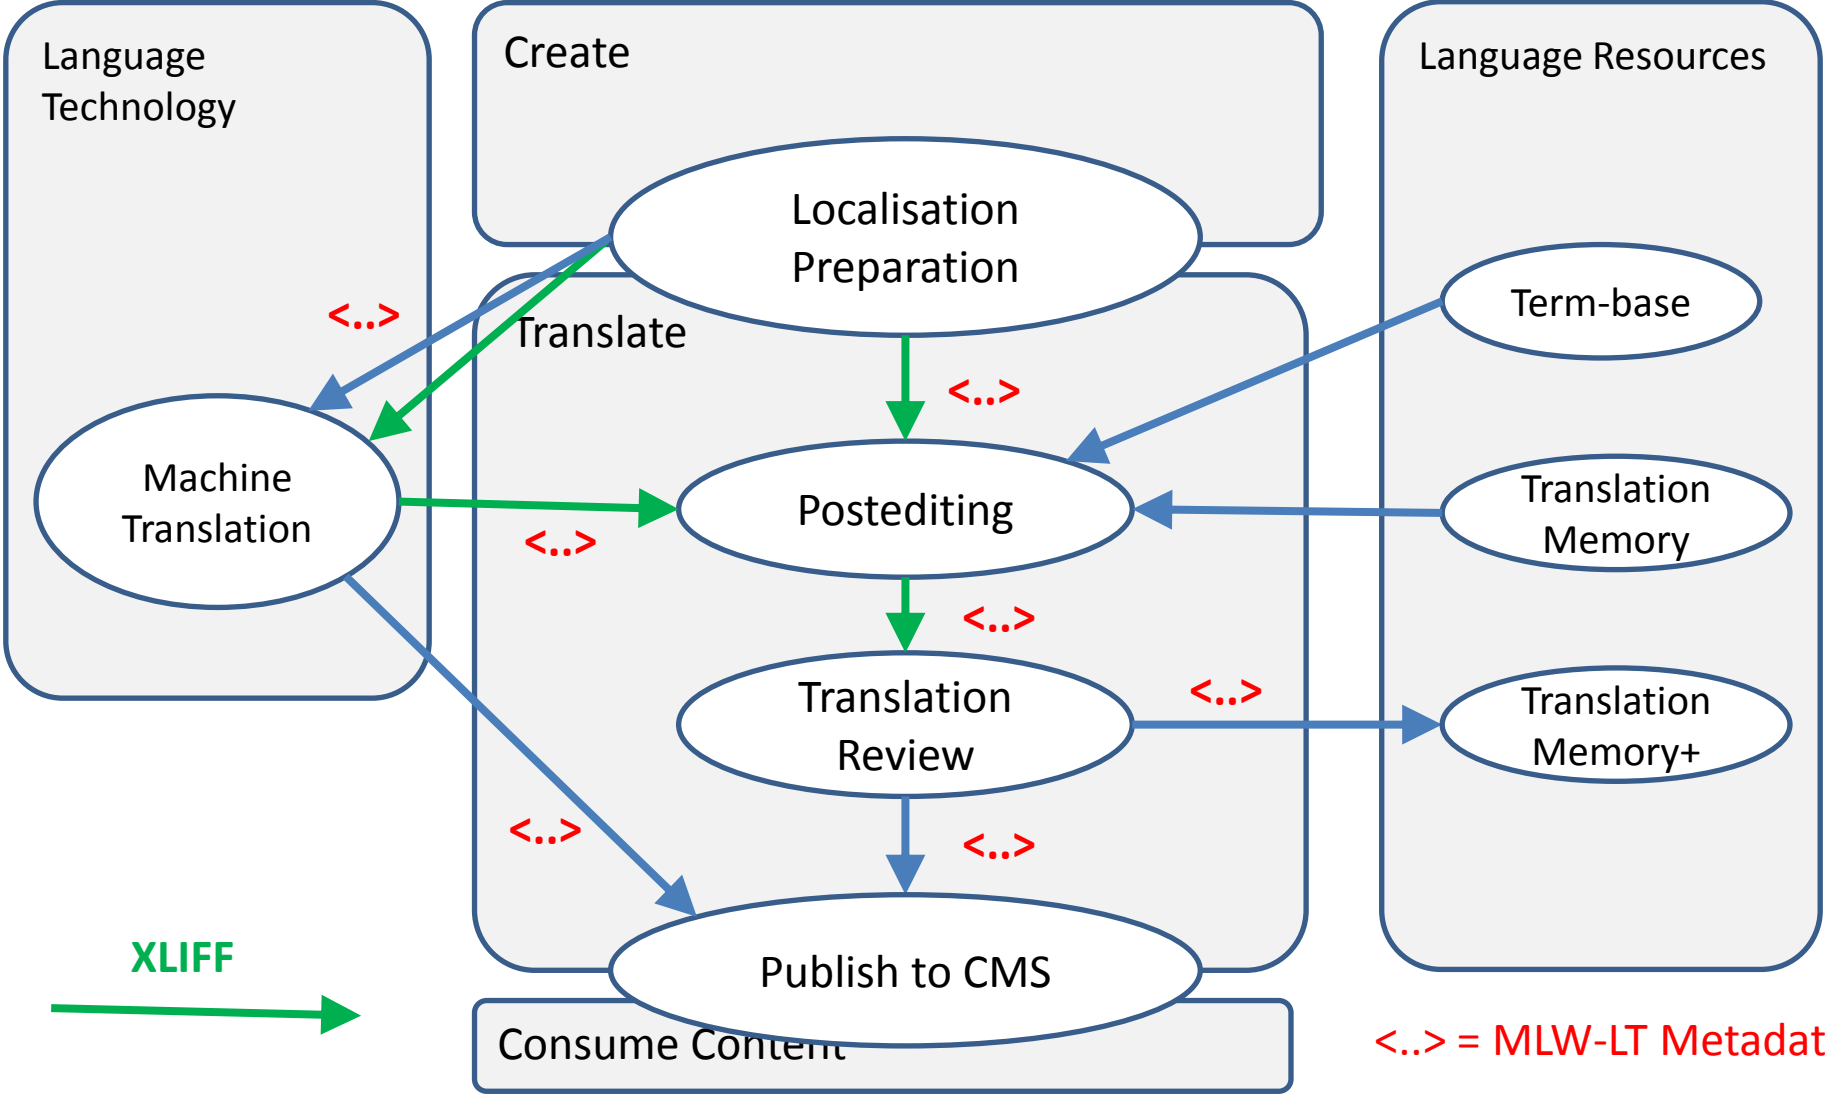 Language
Technology
Create
Language Resources
Localisation
Preparation
Term-base
<..>
Translate
<..>
Machine
Translation
Postediting
Translation
Memory
<..>
<..>
Translation
Review
<..>
Translation
Memory+
<..>
<..>
XLIFF
Publish to CMS
Consume Content
<..> = MLW-LT Metadat